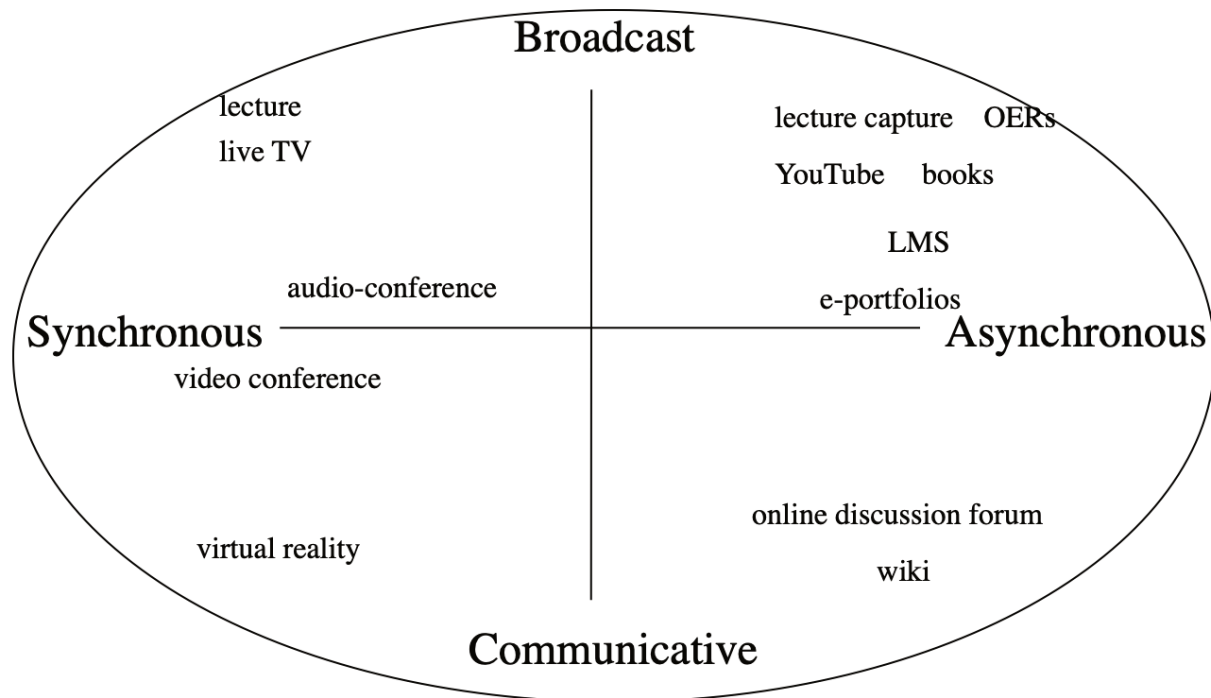 Broadcast
lecture
live TV
lecture capture OERs
YouTube books
LMS
audio-conference
e-portfolios
Synchronous
Asynchronous
video conference
online discussion forum
virtual reality
wiki
Communicative